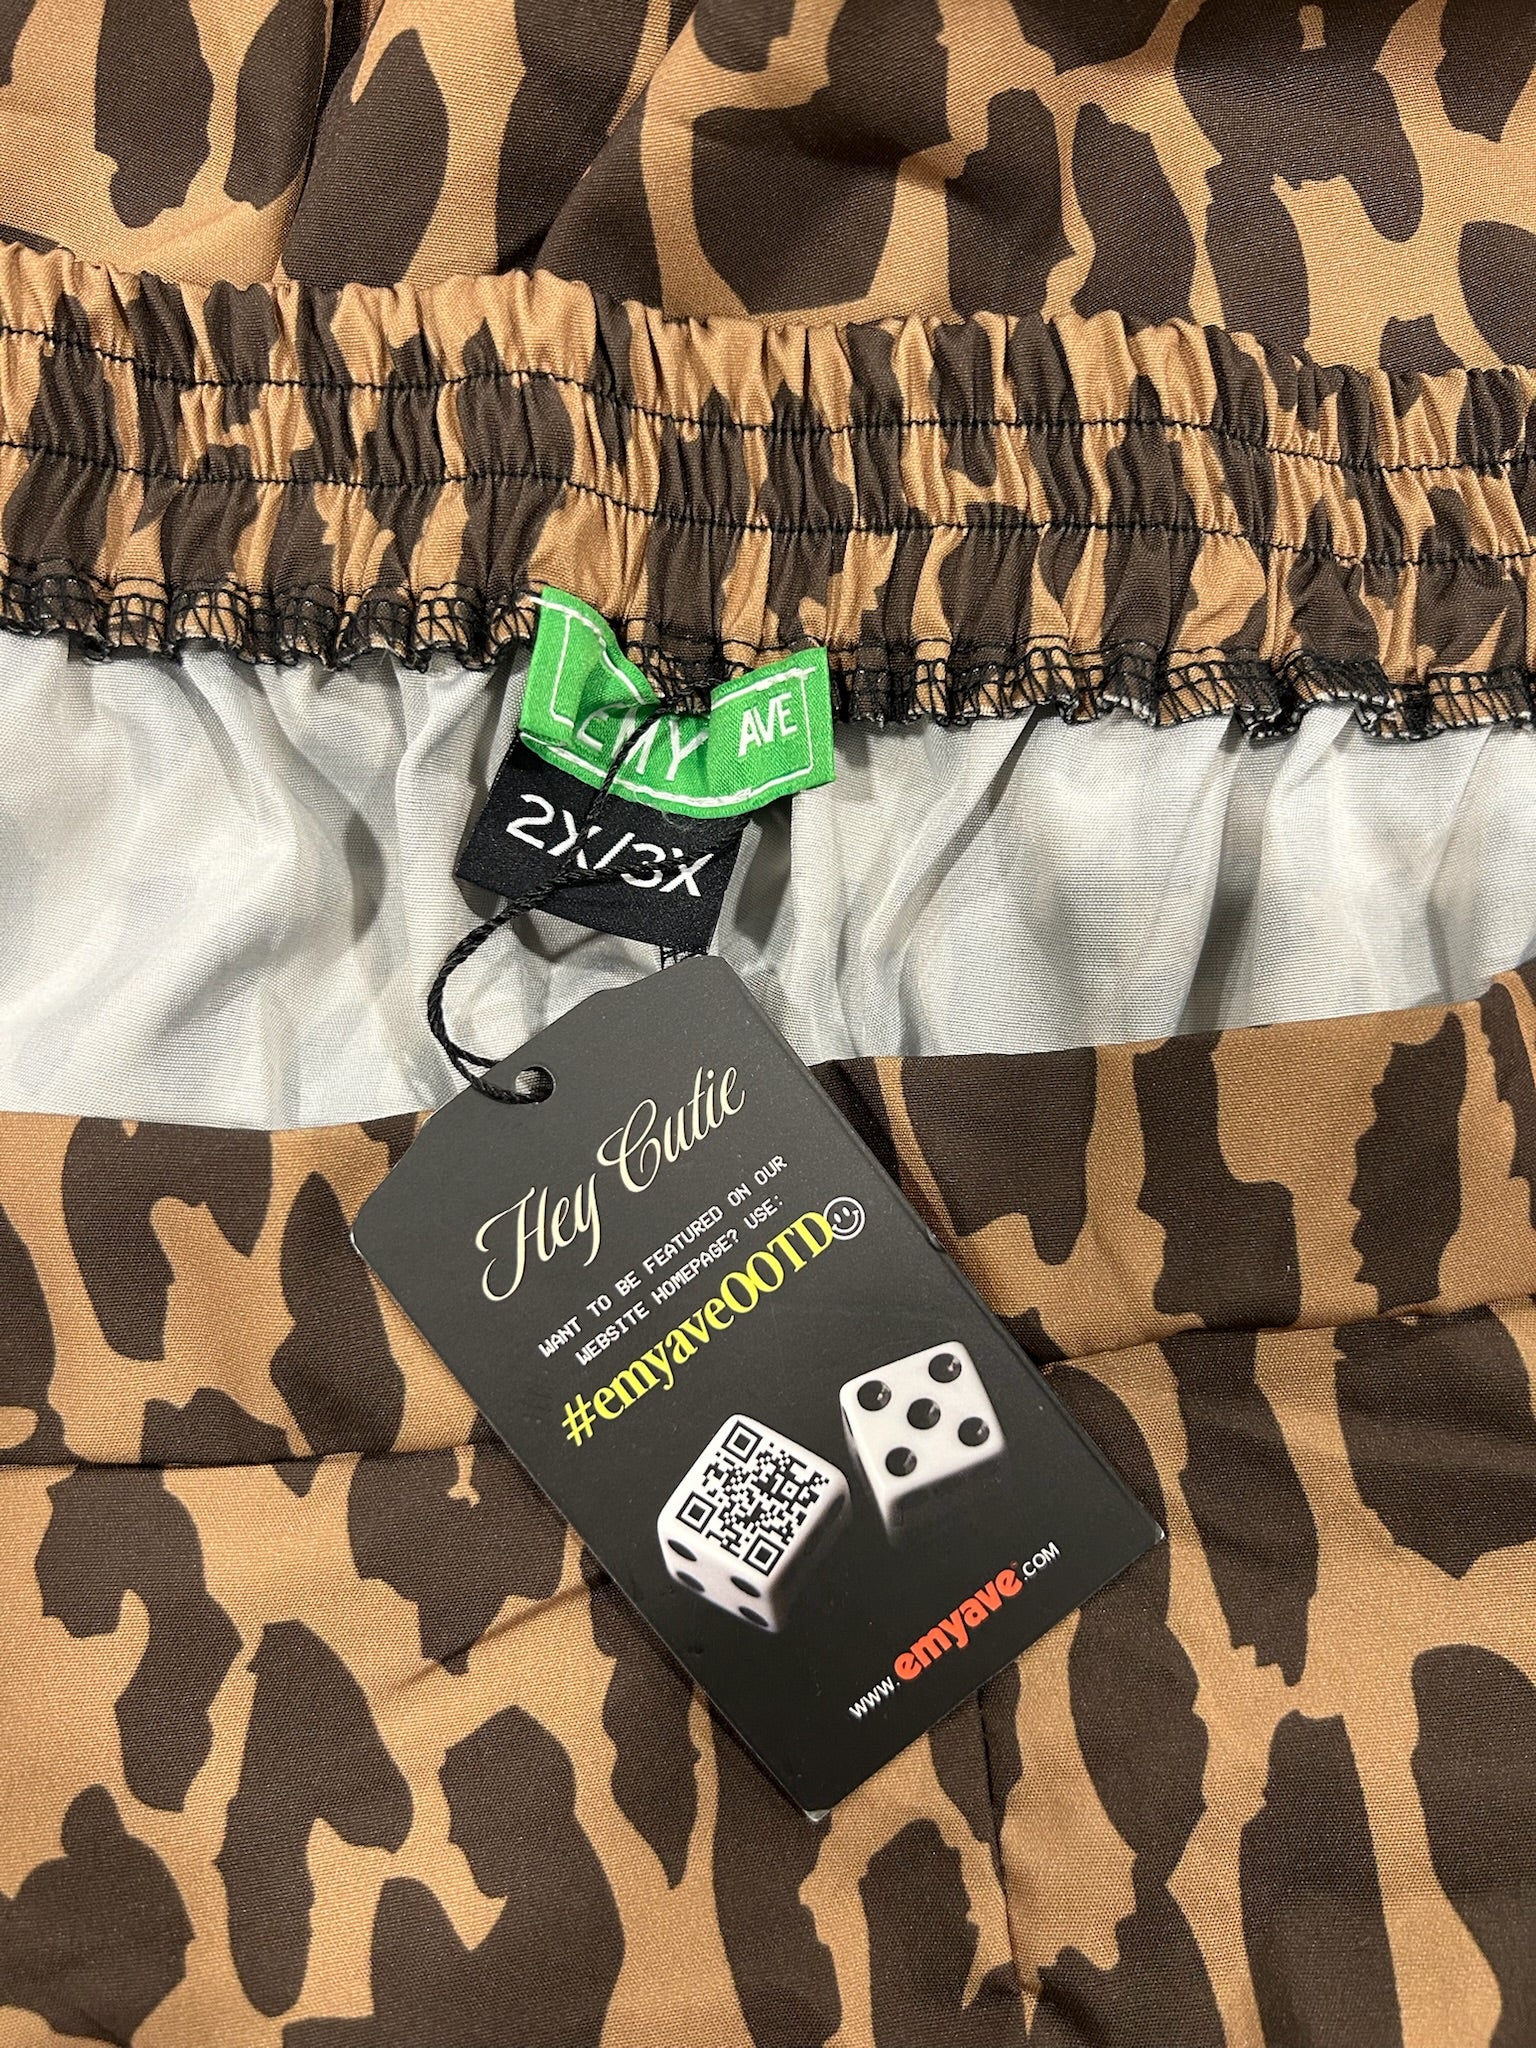 EMY AVE
2X/3X
Hey Cutie
WANT TO BE FEATURED ON OUR
WEBSITE HOMEPAGE? USE:
#emyaveOOTD
www.emyave.COM